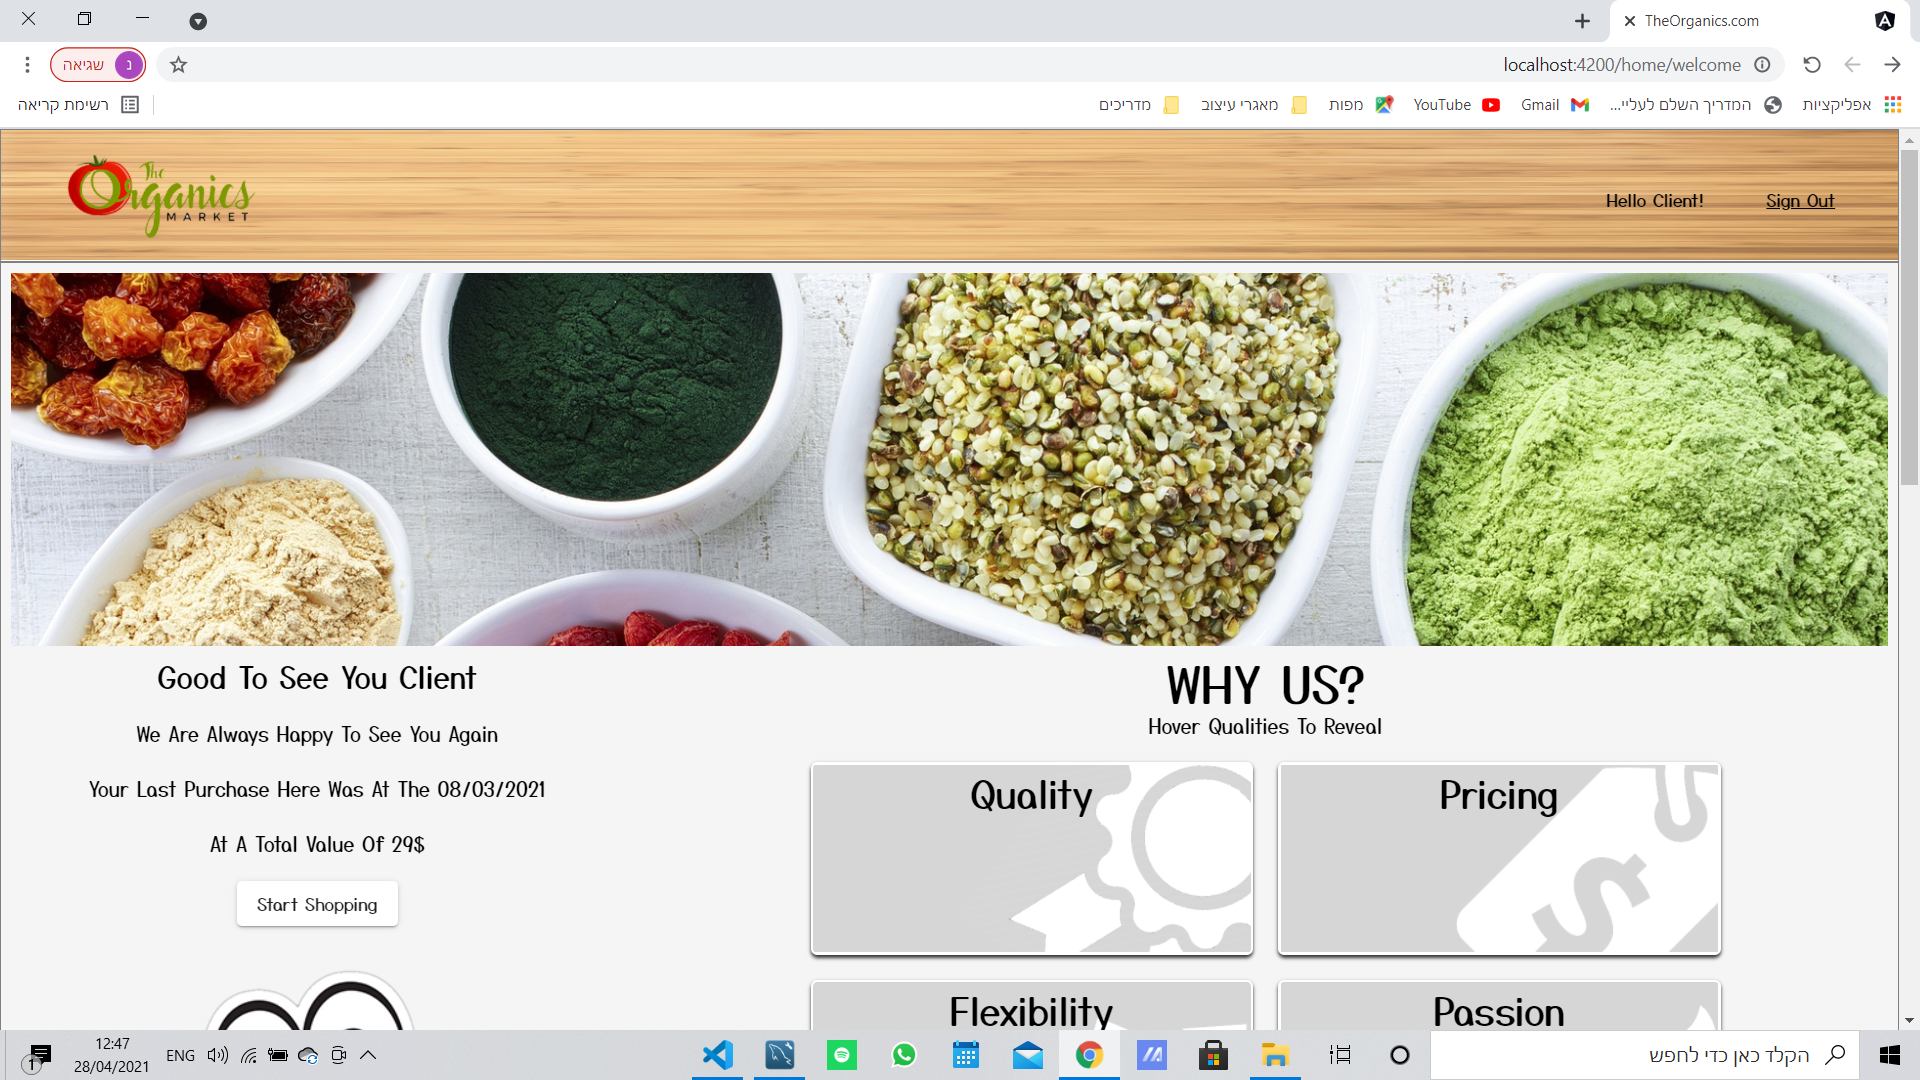 TheOrganics.com
localhost:4200/home/welcome
שגיאה
נ
אפליקציות
המדריך השלם לעליי...
Gmail
YouTube
מפות
מאגרי עיצוב
מדריכים
רשימת קריאה
The
Organics
MARKET
Hello Client!
Sign Out
Good To See You Client
We Are Always Happy To See You Again
Your Last Purchase Here Was At The 08/03/2021
At A Total Value Of 29$
Start Shopping
WHY US?
Hover Qualities To Reveal
Quality
Pricing
$
Flexibility
Passion
1
12:47
28/04/2021
ENG
הקלד כאן כדי לחפש